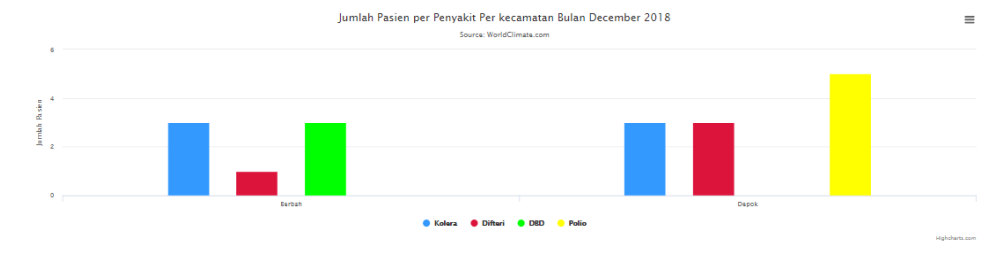 Jumlah Pasien per Penyakit Per kecamatan Bulan December 2018
Source: WorldClimate.com
Jumlah Pasien
6
4
2
0
Berbah
Depok
Kolera
Difteri
DBD
Polio
Highcharts.com